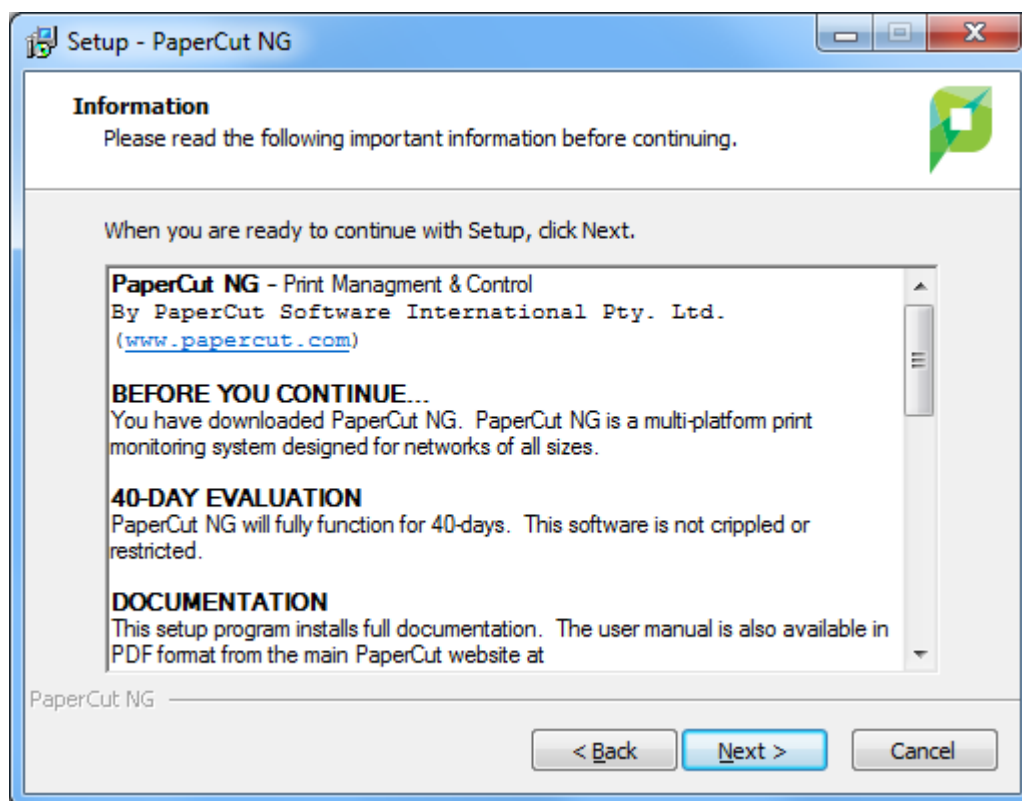 Setup - PaperCut NG
Information
Please read the following important information before continuing.
When you are ready to continue with Setup, click Next.
PaperCut NG - Print Managment & Control
By PaperCut Software International Pty. Ltd.
(www.papercut.com)
BEFORE YOU CONTINUE...
You have downloaded PaperCut NG.  PaperCut NG is a multi-platform print
monitoring system designed for networks of all sizes.
40-DAY EVALUATION
PaperCut NG will fully function for 40-days.  This software is not crippled or
restricted.
DOCUMENTATION
This setup program installs full documentation.  The user manual is also available in
PDF format from the main PaperCut website at
PaperCut NG
< Back Next > Cancel